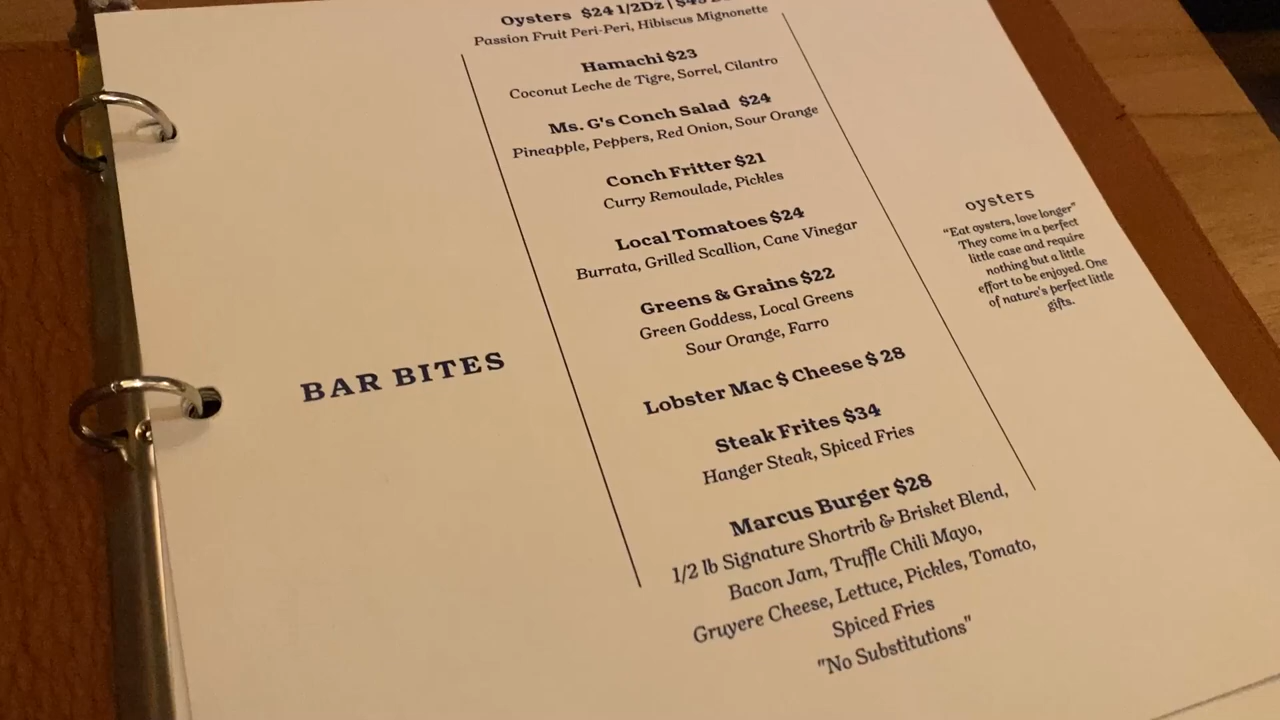 Oysters $24 1/2Dz | $45
Passion Fruit Peri-Peri, Hibiscus Mignonette
Hamachi $23
Coconut Leche de Tigre, Sorrel, Cilantro
Ms. G's Conch Salad $24
Pineapple, Peppers, Red Onion, Sour Orange
Conch Fritter $21
Curry Remoulade, Pickles
Local Tomatoes $24
Burrata, Grilled Scallion, Cane Vinegar
Greens & Grains $22
Green Goddess, Local Greens
Sour Orange, Farro
Lobster Mac $ Cheese $ 28
Steak Frites $34
Hanger Steak, Spiced Fries
Marcus Burger $28
1/2 lb Signature Shortrib & Brisket Blend,
Bacon Jam, Truffle Chili Mayo,
Gruyere Cheese, Lettuce, Pickles, Tomato,
Spiced Fries
"No Substitutions"
BAR BITES
oysters
“Eat oysters, love longer”
They come in a perfect
little case and require
nothing but a little
effort to be enjoyed. One
of nature's perfect little
gifts.